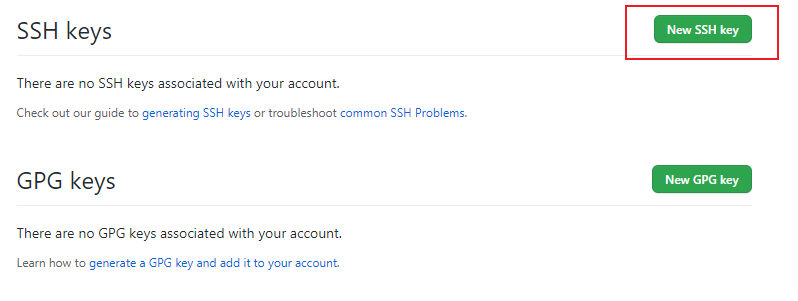 SSH keys
New SSH key
There are no SSH keys associated with your account.
Check out our guide to generating SSH keys or troubleshoot common SSH Problems.
GPG keys
New GPG key
There are no GPG keys associated with your account.
Learn how to generate a GPG key and add it to your account.